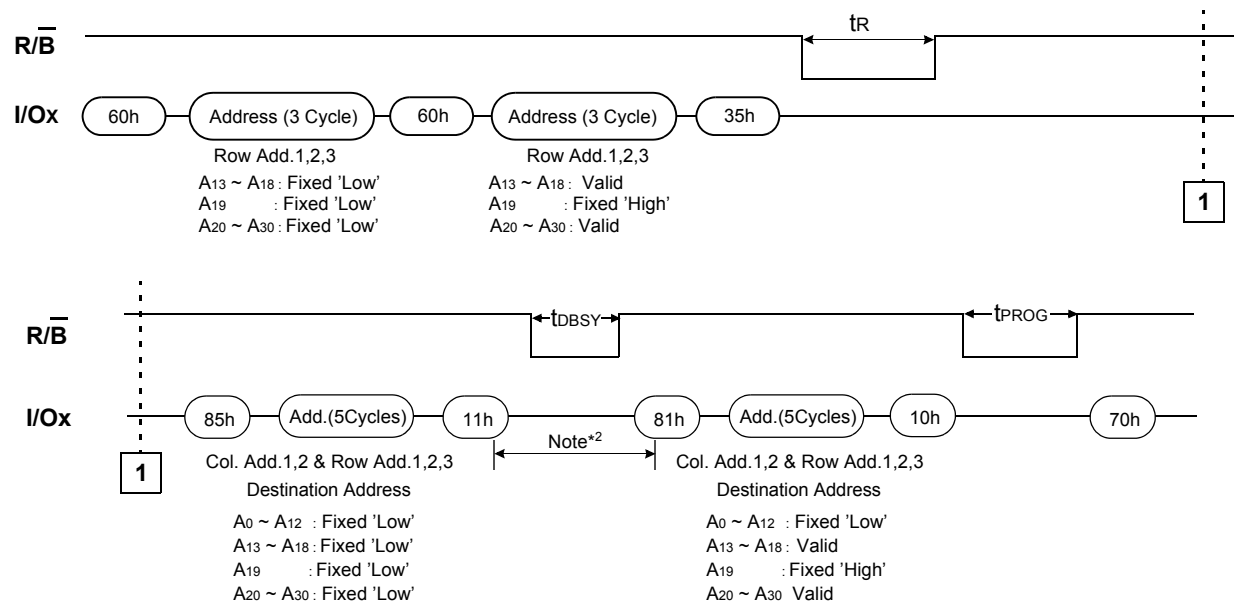 tR
R/B̅
I/Ox 60h Address (3 Cycle) 60h Address (3 Cycle) 35h
Row Add.1,2,3 Row Add.1,2,3
A13 ~ A18 : Fixed 'Low' A13 ~ A18 : Valid
A19 : Fixed 'Low' A19 : Fixed 'High'
A20 ~ A30 : Fixed 'Low' A20 ~ A30 : Valid
1
R/B̅ tDBSY tPROG
I/Ox 85h Add.(5Cycles) 11h 81h Add.(5Cycles) 10h 70h
Note*2
1
Col. Add.1,2 & Row Add.1,2,3 Col. Add.1,2 & Row Add.1,2,3
Destination Address Destination Address
A0 ~ A12 : Fixed 'Low' A0 ~ A12 : Fixed 'Low'
A13 ~ A18 : Fixed 'Low' A13 ~ A18 : Valid
A19 : Fixed 'Low' A19 : Fixed 'High'
A20 ~ A30 : Fixed 'Low' A20 ~ A30 Valid